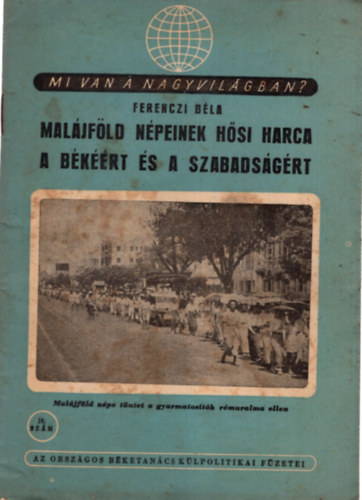 MI VAN A NAGYVILÁGBAN?
FERENCZI BÉLA
MALÁJFÖLD NÉPEINEK HŐSI HARCA
A BÉKÉÉRT ÉS A SZABADSÁGÉRT
Malájföld népe tüntet a gyarmatosítók rémuralma ellen
SZÁM
AZ ORSZÁGOS BÉKETANÁCS KÜLPOLITIKAI FÜZETEI